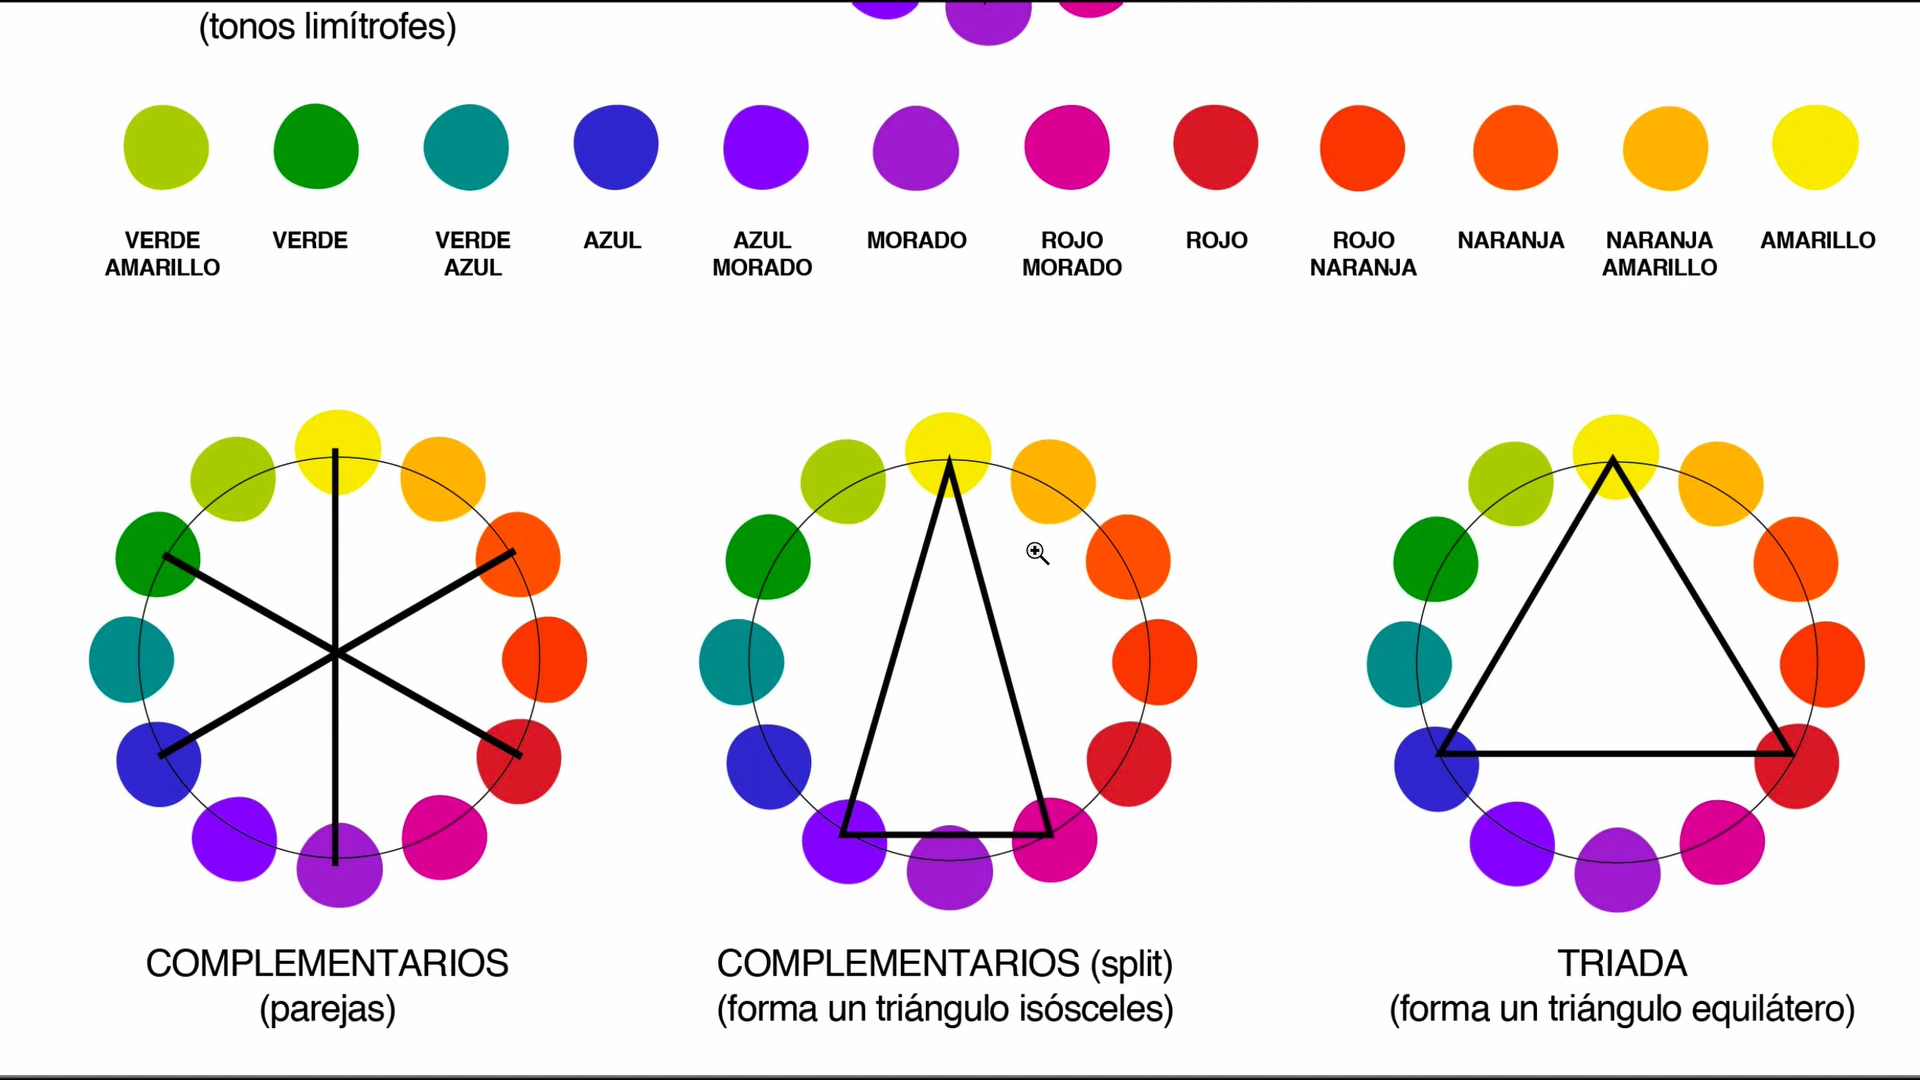 (tonos limítrofes)
VERDE
AMARILLO
VERDE
VERDE
AZUL
AZUL
AZUL
MORADO
MORADO
ROJO
MORADO
ROJO
ROJO
NARANJA
NARANJA
NARANJA
AMARILLO
AMARILLO
COMPLEMENTARIOS
(parejas)
COMPLEMENTARIOS (split)
(forma un triángulo isósceles)
TRIADA
(forma un triángulo equilátero)